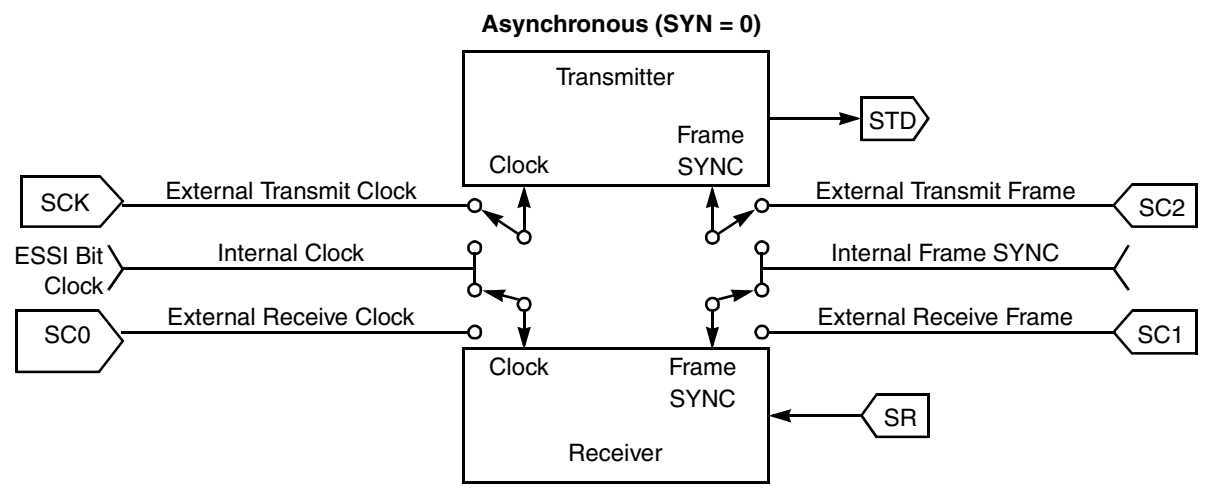 Asynchronous (SYN = 0)
Transmitter
STD
Frame
SYNC
Clock
SCK
External Transmit Clock
External Transmit Frame
SC2
ESSI Bit
Clock
Internal Clock
Internal Frame SYNC
SC0
External Receive Clock
External Receive Frame
SC1
Clock
Frame
SYNC
SR
Receiver